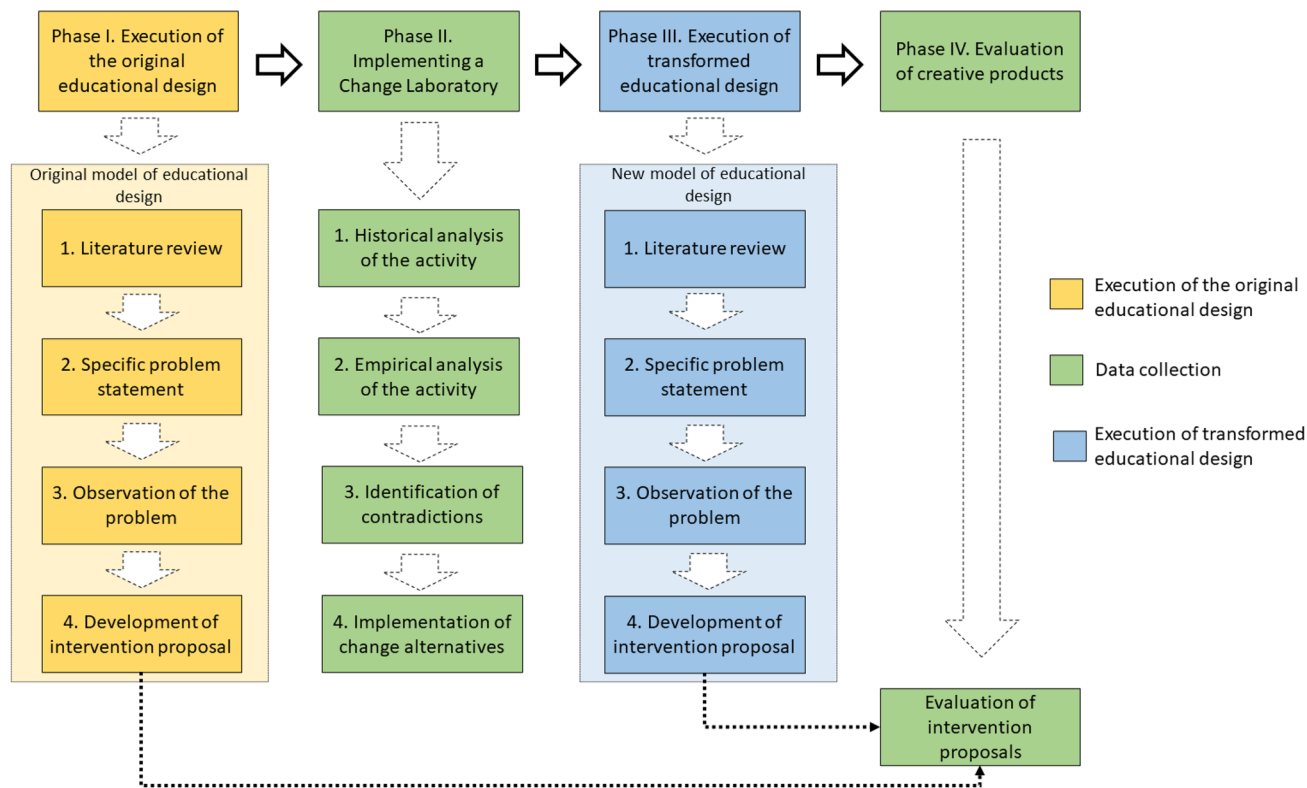 Phase I. Execution of
the original
educational design
Phase II.
Implementing a
Change Laboratory
Phase III. Execution of
transformed
educational design
Phase IV. Evaluation
of creative products
Original model of educational
design
1. Literature review
2. Specific problem
statement
3. Observation of the
problem
4. Development of
intervention proposal
1. Historical analysis
of the activity
2. Empirical analysis
of the activity
3. Identification of
contradictions
4. Implementation of
change alternatives
New model of educational
design
1. Literature review
2. Specific problem
statement
3. Observation of the
problem
4. Development of
intervention proposal
Evaluation of
intervention
proposals
Execution of the original
educational design
Data collection
Execution of transformed
educational design